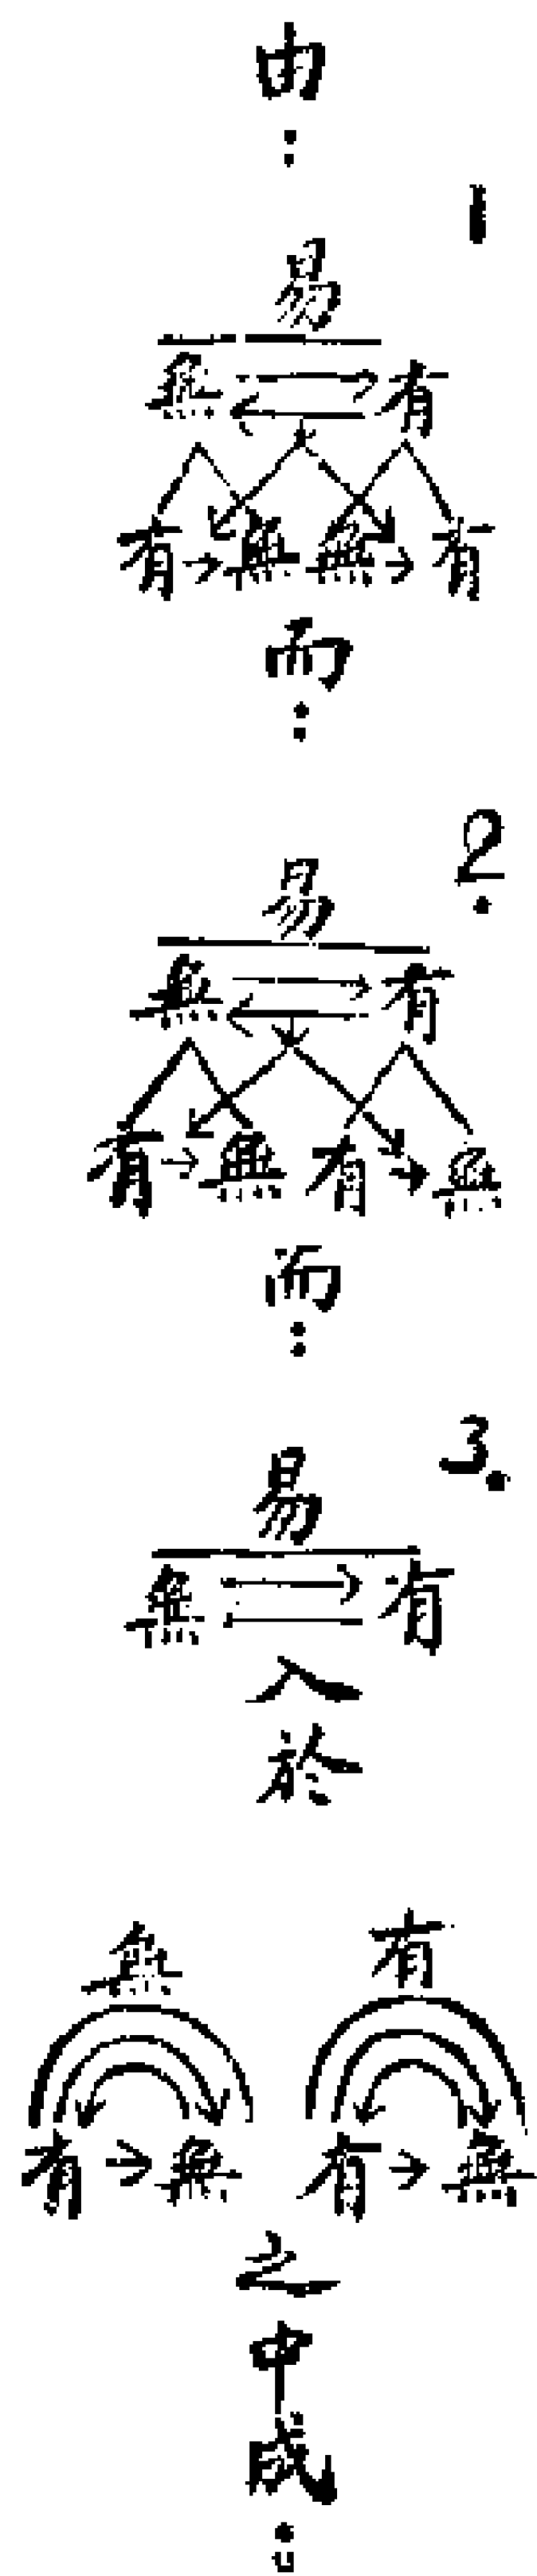 由：
1
易
無 有
有→無 無→有
而：
2.
易
無 有
有→無 有→無
而：
3.
易
無 有
入
於
無 有
有→無 有→無
之
中
成：